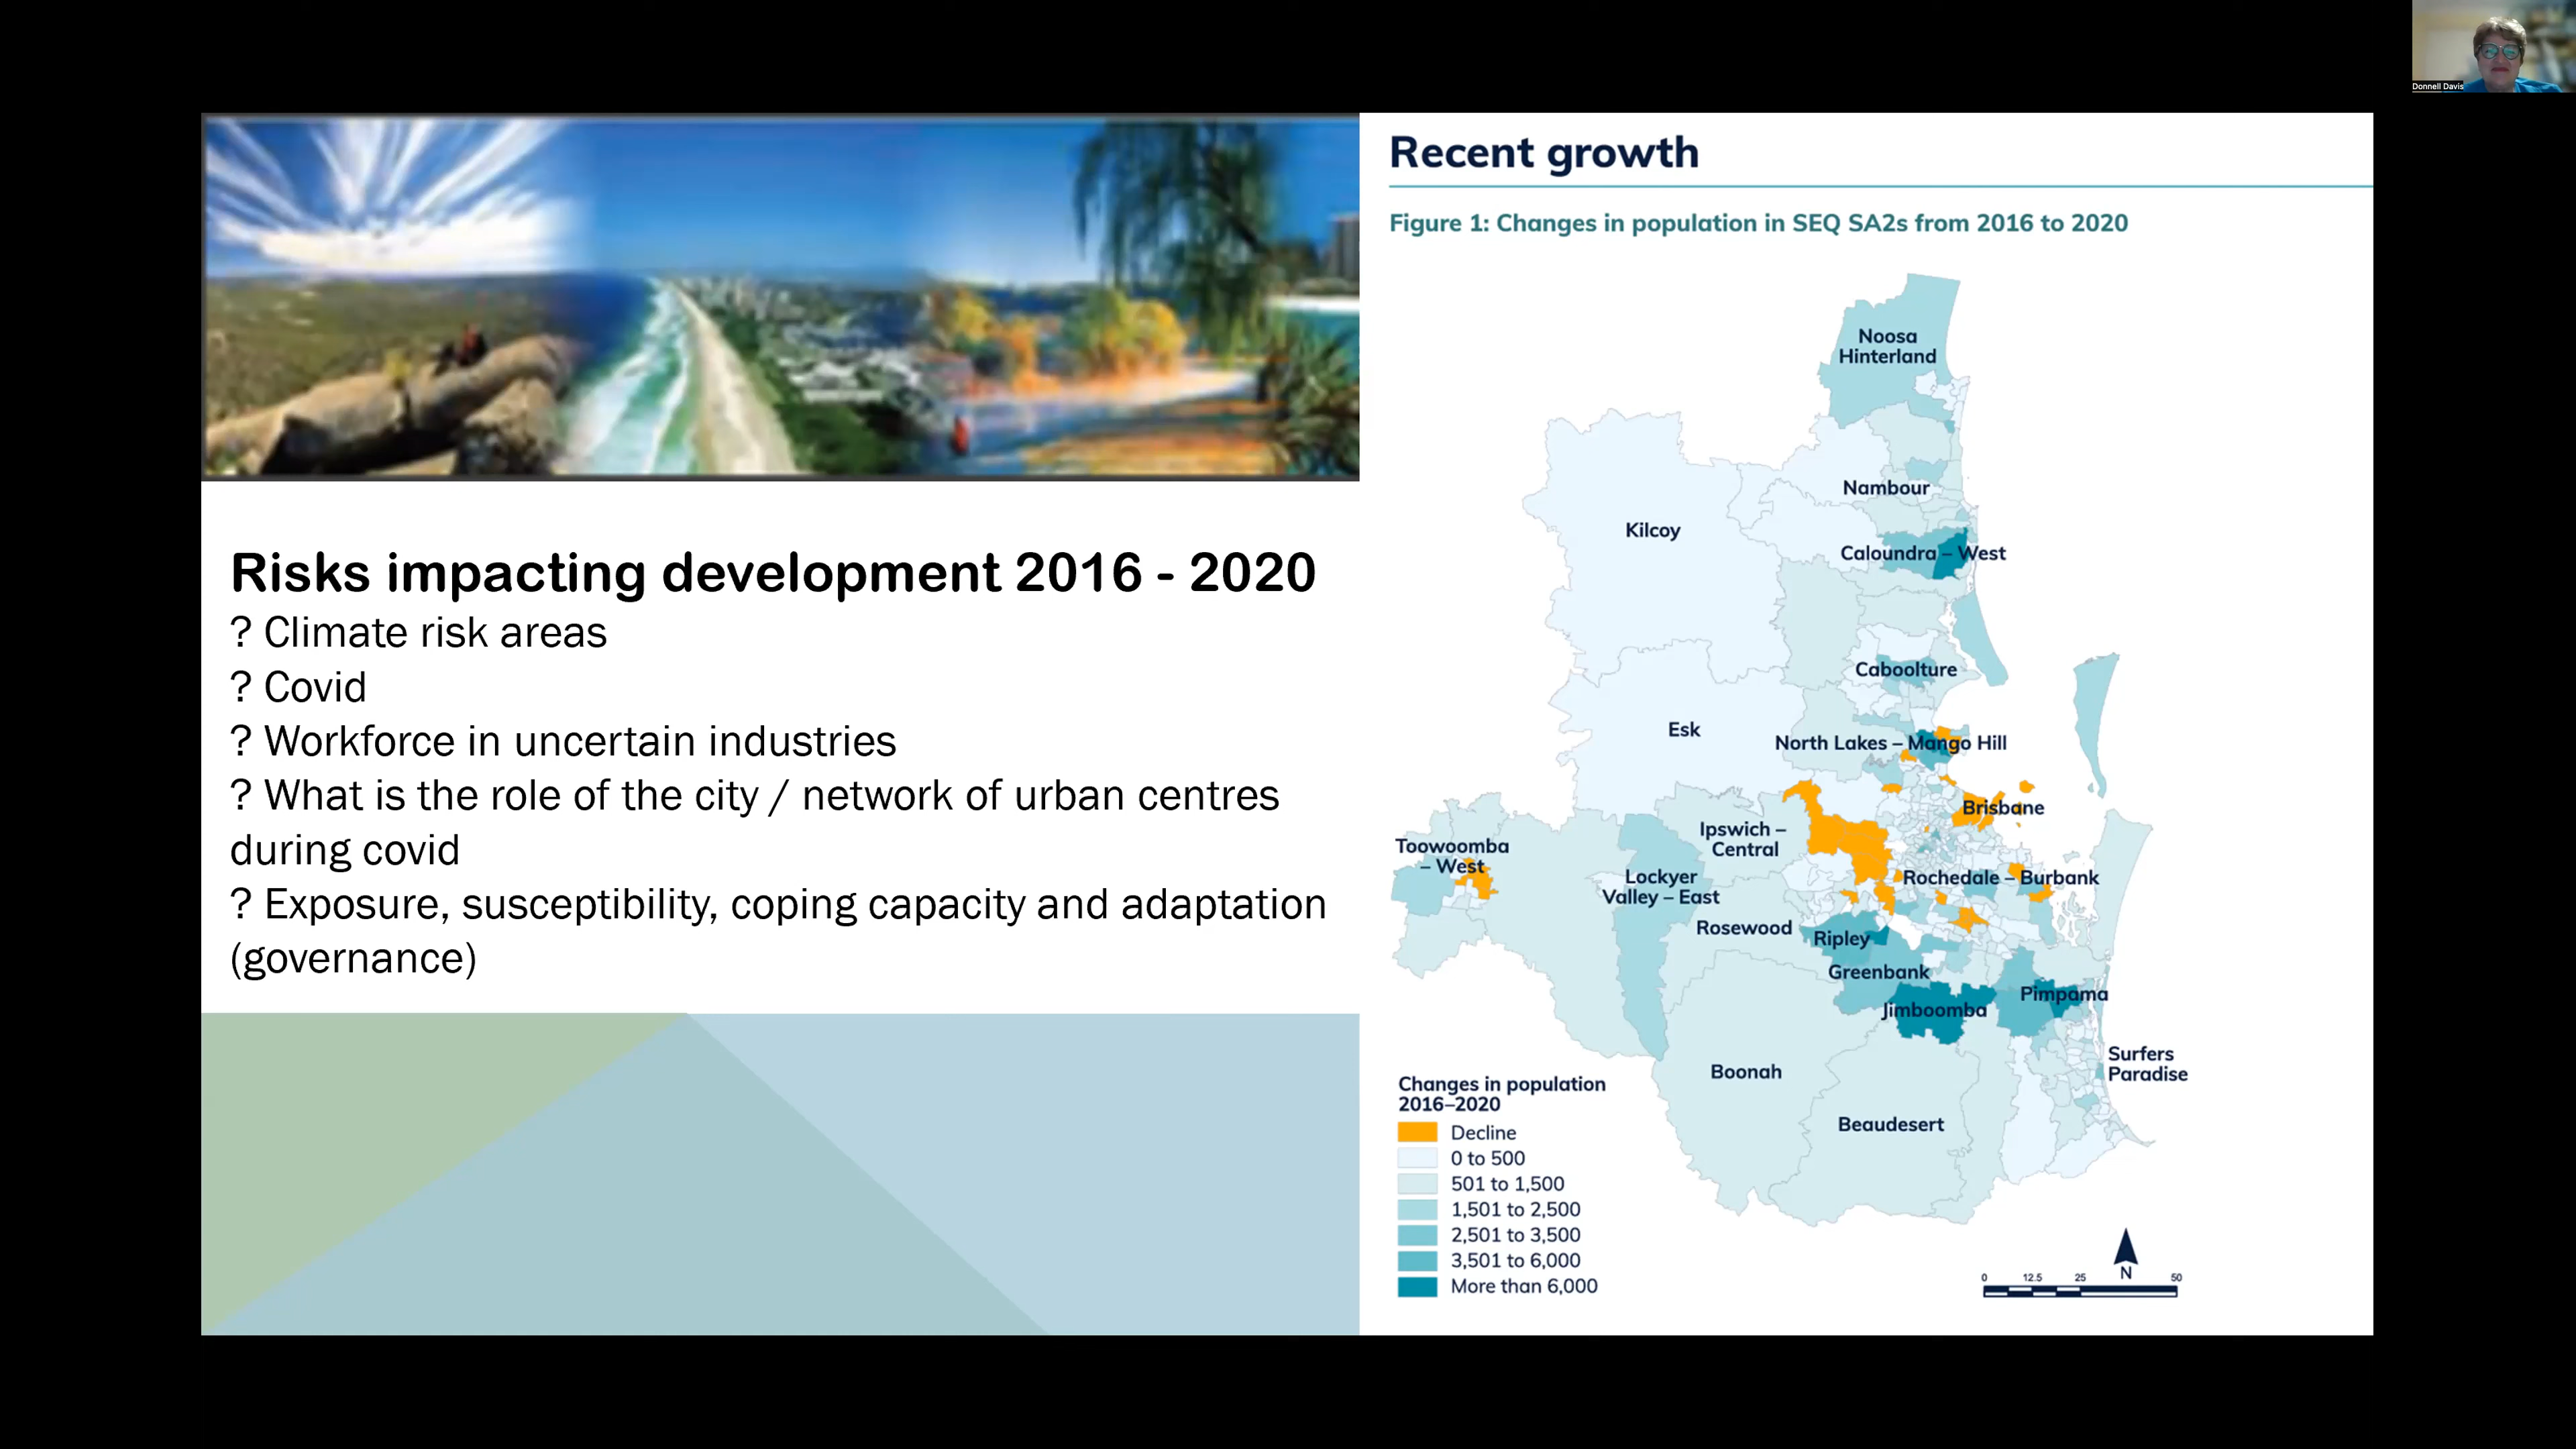 Donnell Davis
Recent growth
Figure 1: Changes in population in SEQ SA2s from 2016 to 2020
Risks impacting development 2016 - 2020
? Climate risk areas
? Covid
? Workforce in uncertain industries
? What is the role of the city / network of urban centres
during covid
? Exposure, susceptibility, coping capacity and adaptation
(governance)
Noosa
Hinterland
Nambour
Kilcoy
Caloundra – West
Caboolture
Esk
North Lakes – Mango Hill
Brisbane
Ipswich –
Central
Toowoomba
– West
Lockyer
Valley – East
Rochedale – Burbank
Rosewood
Ripley
Greenbank
Pimpama
Jimboomba
Surfers
Paradise
Boonah
Beaudesert
Changes in population
2016–2020
Decline
0 to 500
501 to 1,500
1,501 to 2,500
2,501 to 3,500
3,501 to 6,000
More than 6,000
N
0 12.5 25 50